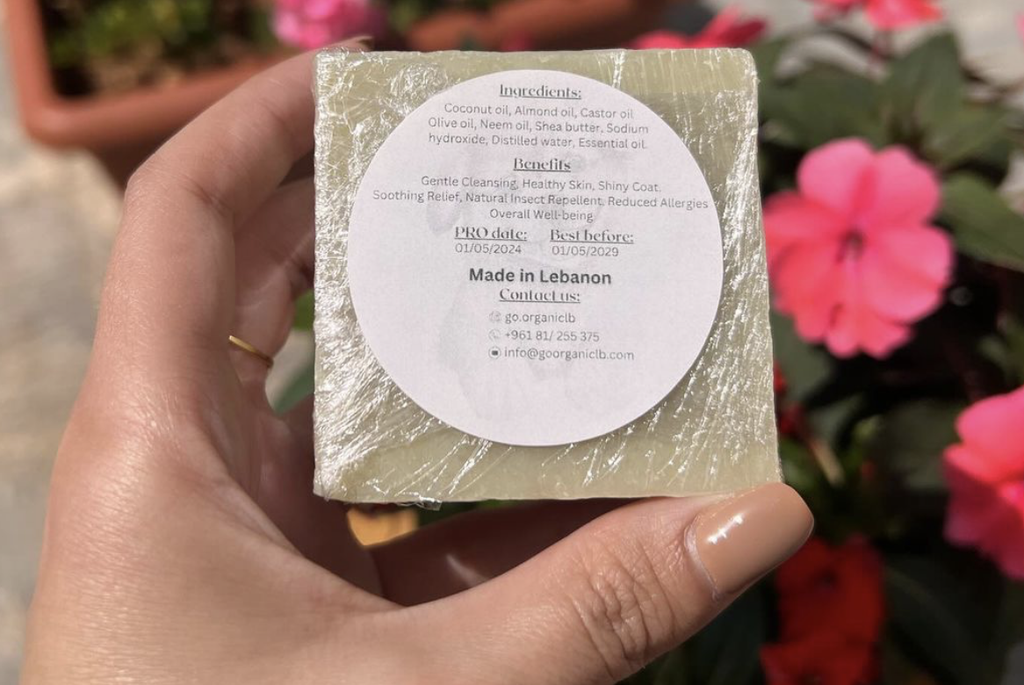 Ingredients:
Coconut oil, Almond oil, Castor oil
Olive oil, Neem oil, Shea butter, Sodium
hydroxide, Distilled water, Essential oil.
Benefits
Gentle Cleansing, Healthy Skin, Shiny Coat,
Soothing Relief, Natural Insect Repellent, Reduced Allergies
Overall Well-being
PRO date: Best before:
01/05/2024 01/05/2029
Made in Lebanon
Contact us:
go.organiclb
+961 81/ 255 375
info@goorganiclb.com